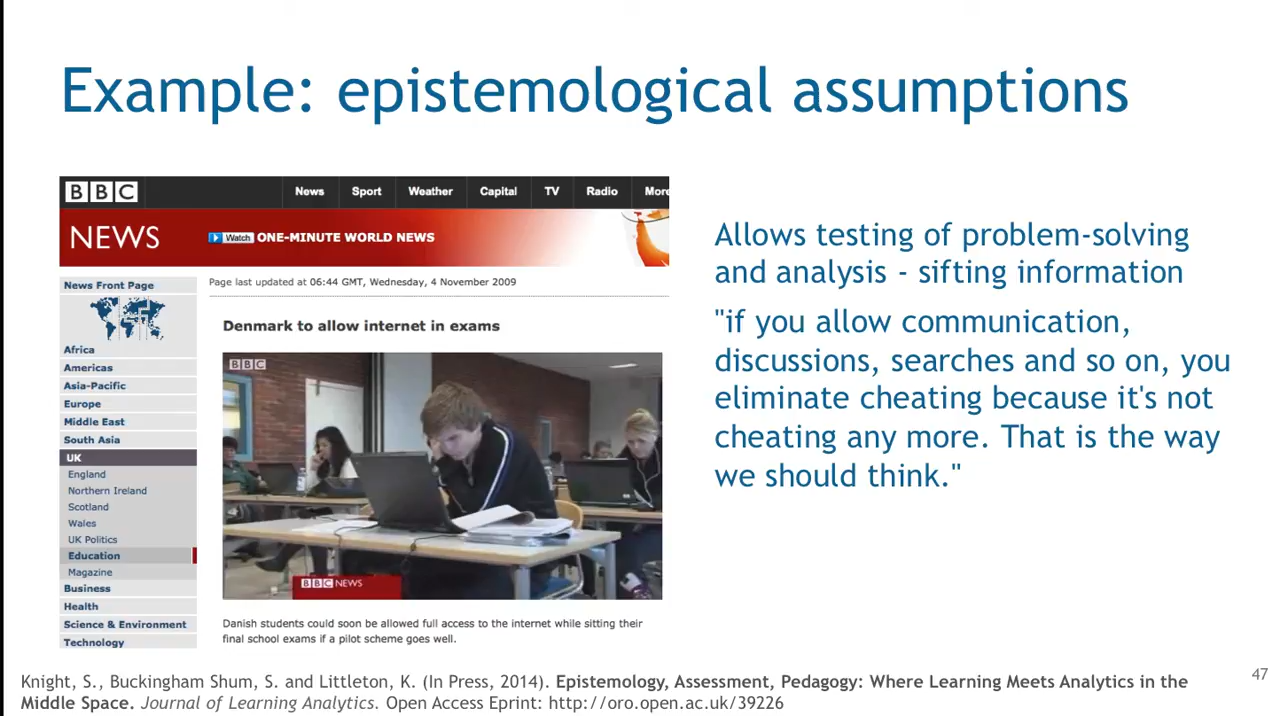 Example: epistemological assumptions
BBC
News Sport Weather Capital TV Radio More
NEWS
Watch ONE-MINUTE WORLD NEWS
News Front Page
Africa
Americas
Asia-Pacific
Europe
Middle East
South Asia
UK
England
Northern Ireland
Scotland
Wales
UK Politics
Education
Magazine
Business
Health
Science & Environment
Technology
Page last updated at 06:44 GMT, Wednesday, 4 November 2009
Denmark to allow internet in exams
BBC
BBC NEWS
Danish students could soon be allowed full access to the internet while sitting their
final school exams if a pilot scheme goes well.
Allows testing of problem-solving
and analysis - sifting information
"if you allow communication,
discussions, searches and so on, you
eliminate cheating because it's not
cheating any more. That is the way
we should think."
Knight, S., Buckingham Shum, S. and Littleton, K. (In Press, 2014). Epistemology, Assessment, Pedagogy: Where Learning Meets Analytics in the
Middle Space. Journal of Learning Analytics. Open Access Eprint: http://oro.open.ac.uk/39226
47